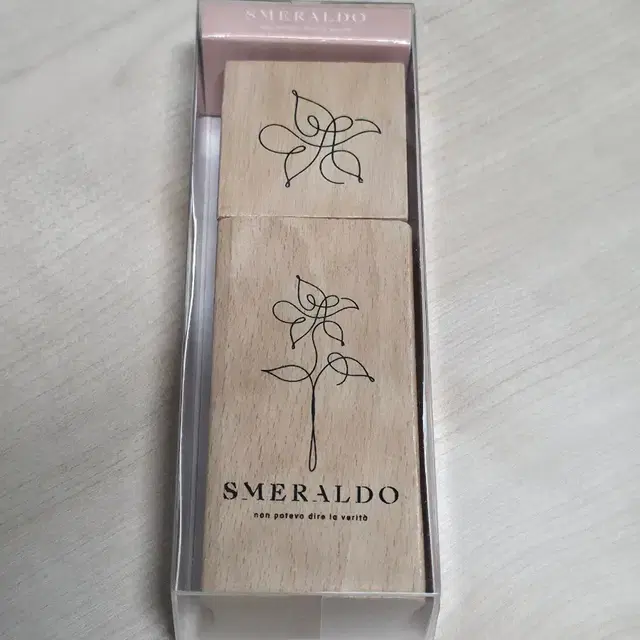 SMERALDO
SMERALDO
non potevo dire la verità